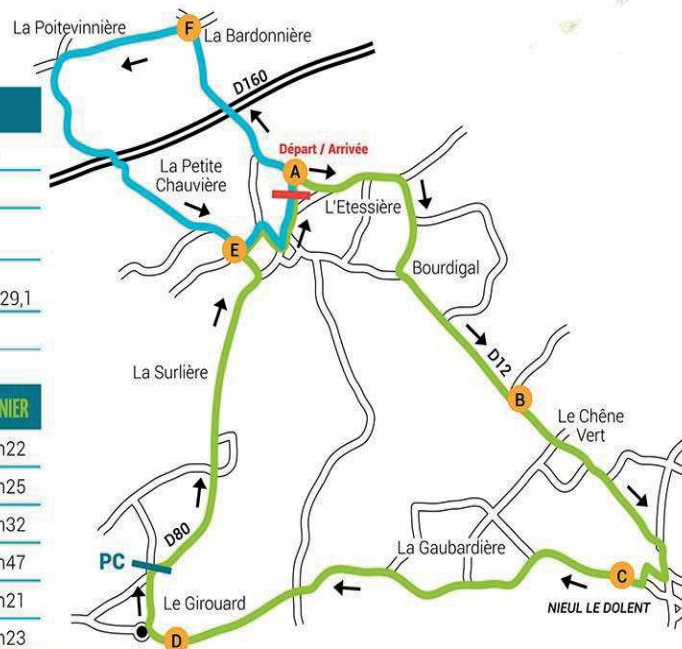 La Poitevinnière
F
La Bardonnière
D160
Départ / Arrivée
A
La Petite
Chauvière
L'Etessière
E
Bourdigal
29,1
La Surlière
D12
B
NIER
Le Chêne
Vert
h22
h25
h32
h47
h21
h23
D80
PC
La Gaubardière
C
Le Girouard
NIEUL LE DOLENT
D